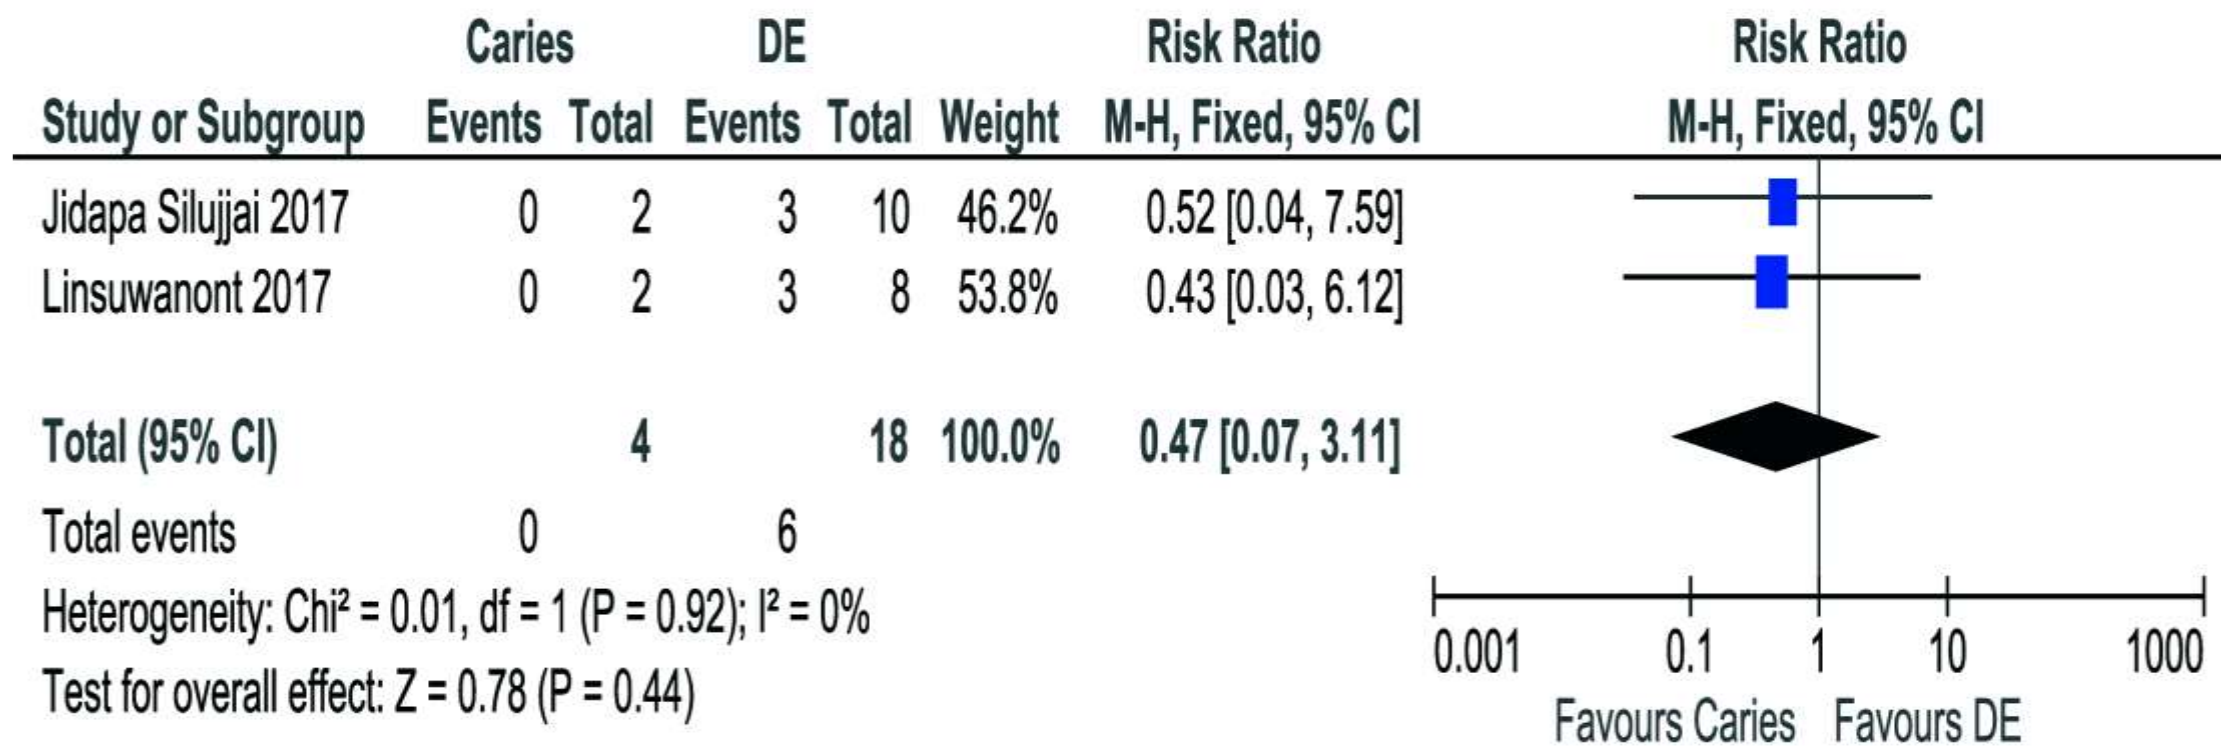 Caries DE Risk Ratio Risk Ratio
Study or Subgroup Events Total Events Total Weight M-H, Fixed, 95% CI M-H, Fixed, 95% CI
Jidapa Silujjai 2017 0 2 3 10 46.2% 0.52 [0.04, 7.59]
Linsuwanont 2017 0 2 3 8 53.8% 0.43 [0.03, 6.12]
Total (95% CI) 4 18 100.0% 0.47 [0.07, 3.11]
Total events 0 6
Heterogeneity: Chi² = 0.01, df = 1 (P = 0.92); I² = 0%
Test for overall effect: Z = 0.78 (P = 0.44)
0.001 0.1 1 10 1000
Favours Caries Favours DE